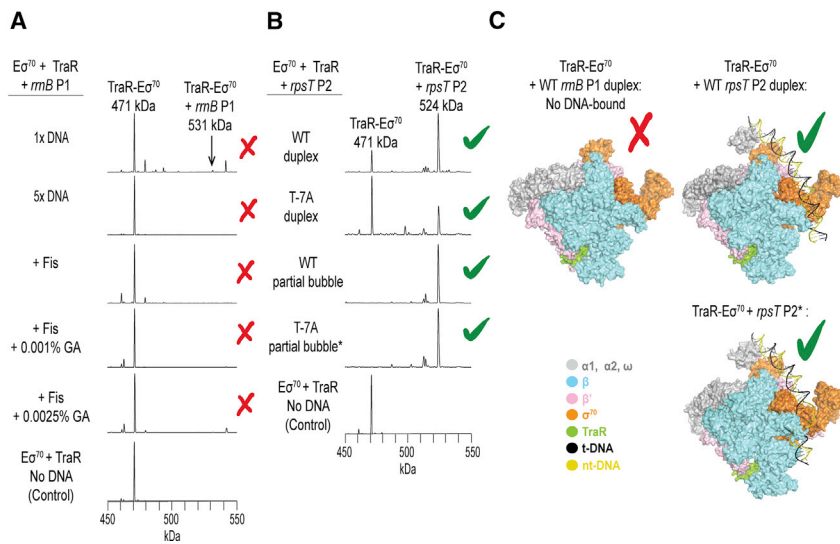 A
Eσ⁷⁰ + TraR
+ rrnB P1
TraR-Eσ⁷⁰
471 kDa
TraR-Eσ⁷⁰
+ rrnB P1
531 kDa
1x DNA
5x DNA
+ Fis
+ Fis
+ 0.001% GA
+ Fis
+ 0.0025% GA
Eσ⁷⁰ + TraR
No DNA
(Control)
450
500
550
kDa
B
Eσ⁷⁰ + TraR
+ rpsT P2
TraR-Eσ⁷⁰
471 kDa
TraR-Eσ⁷⁰
+ rpsT P2
524 kDa
WT
duplex
T-7A
duplex
WT
partial bubble
T-7A
partial bubble*
Eσ⁷⁰ + TraR
No DNA
(Control)
450
500
550
kDa
C
TraR-Eσ⁷⁰
+ WT rrnB P1 duplex:
No DNA-bound
TraR-Eσ⁷⁰
+ WT rpsT P2 duplex:
TraR-Eσ⁷⁰ + rpsT P2* :
α1, α2, ω
β
β'
σ⁷⁰
TraR
t-DNA
nt-DNA